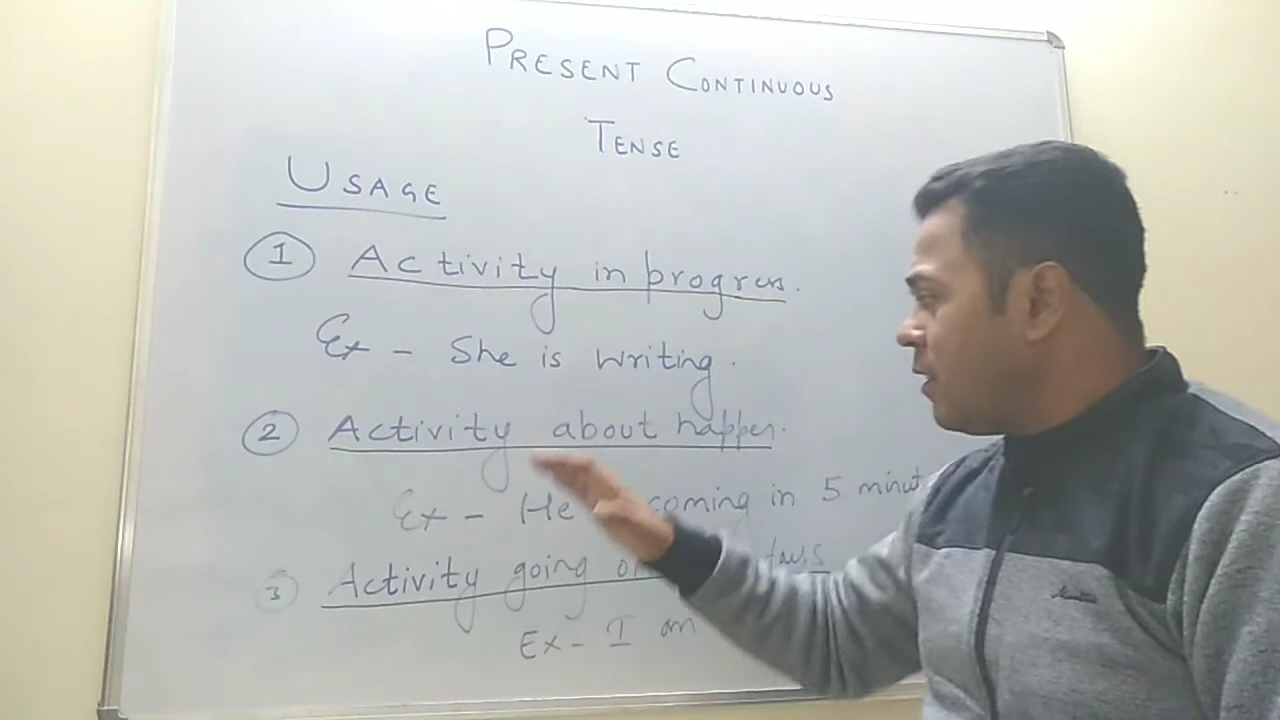 PRESENT CONTINUOUS
TENSE
USAGE
1 Activity in progress.
Ex - She is writing.
2 Activity about happen.
Ex - He coming in 5 minut
3 Activity going on
Ex - I am